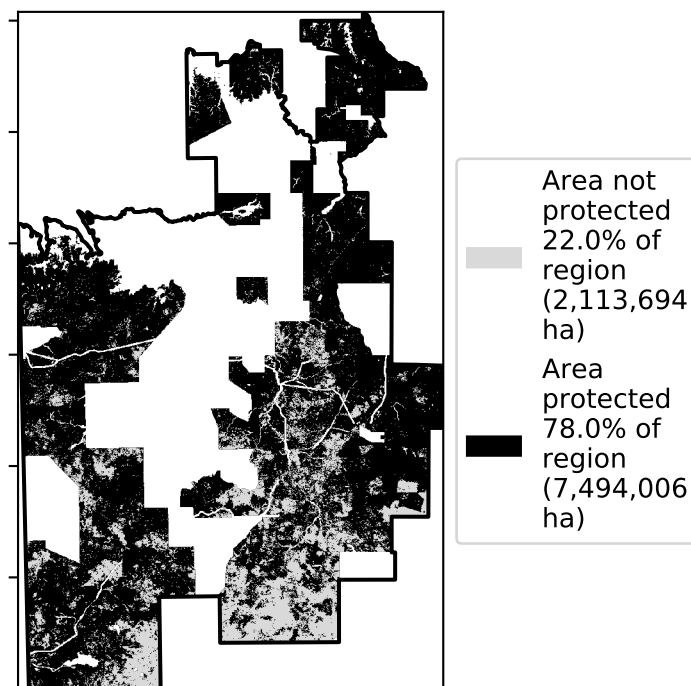 Area not
protected
22.0% of
region
(2,113,694
ha)
Area
protected
78.0% of
region
(7,494,006
ha)